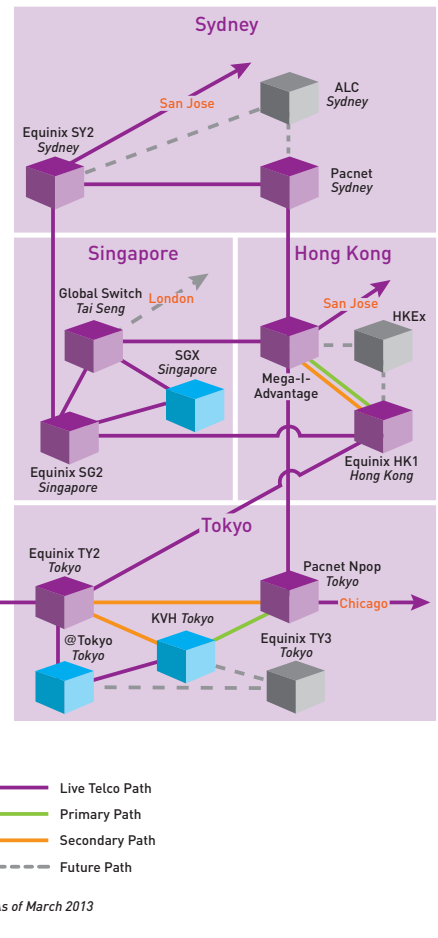 Sydney
San Jose
ALC
Sydney
Equinix SY2
Sydney
Pacnet
Sydney
Singapore
Hong Kong
Global Switch
Tai Seng
London
San Jose
HKEx
SGX
Singapore
Mega-I-
Advantage
Equinix SG2
Singapore
Equinix HK1
Hong Kong
Tokyo
Equinix TY2
Tokyo
Pacnet Npop
Tokyo
Chicago
KVH Tokyo
@Tokyo
Tokyo
Equinix TY3
Tokyo
Live Telco Path
Primary Path
Secondary Path
Future Path
As of March 2013